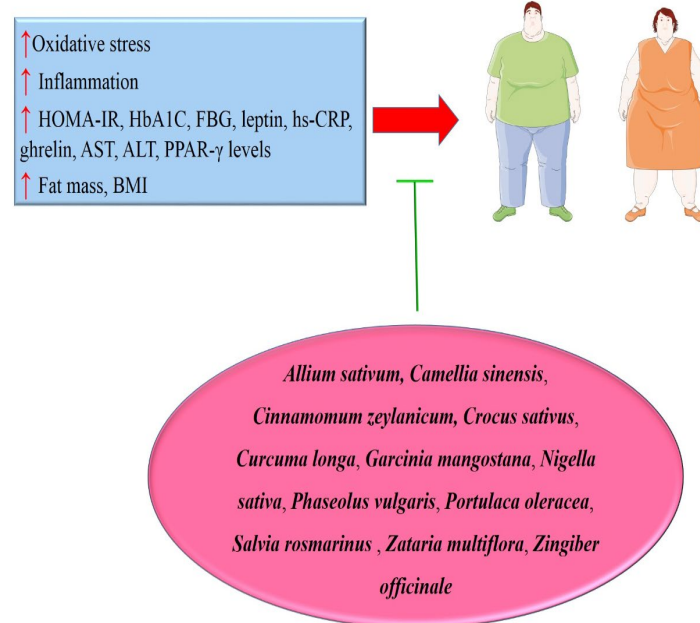 ↑Oxidative stress
↑ Inflammation
↑ HOMA-IR, HbA1C, FBG, leptin, hs-CRP,
ghrelin, AST, ALT, PPAR-γ levels
↑ Fat mass, BMI
Allium sativum, Camellia sinensis,
Cinnamomum zeylanicum, Crocus sativus,
Curcuma longa, Garcinia mangostana, Nigella
sativa, Phaseolus vulgaris, Portulaca oleracea,
Salvia rosmarinus , Zataria multiflora, Zingiber
officinale